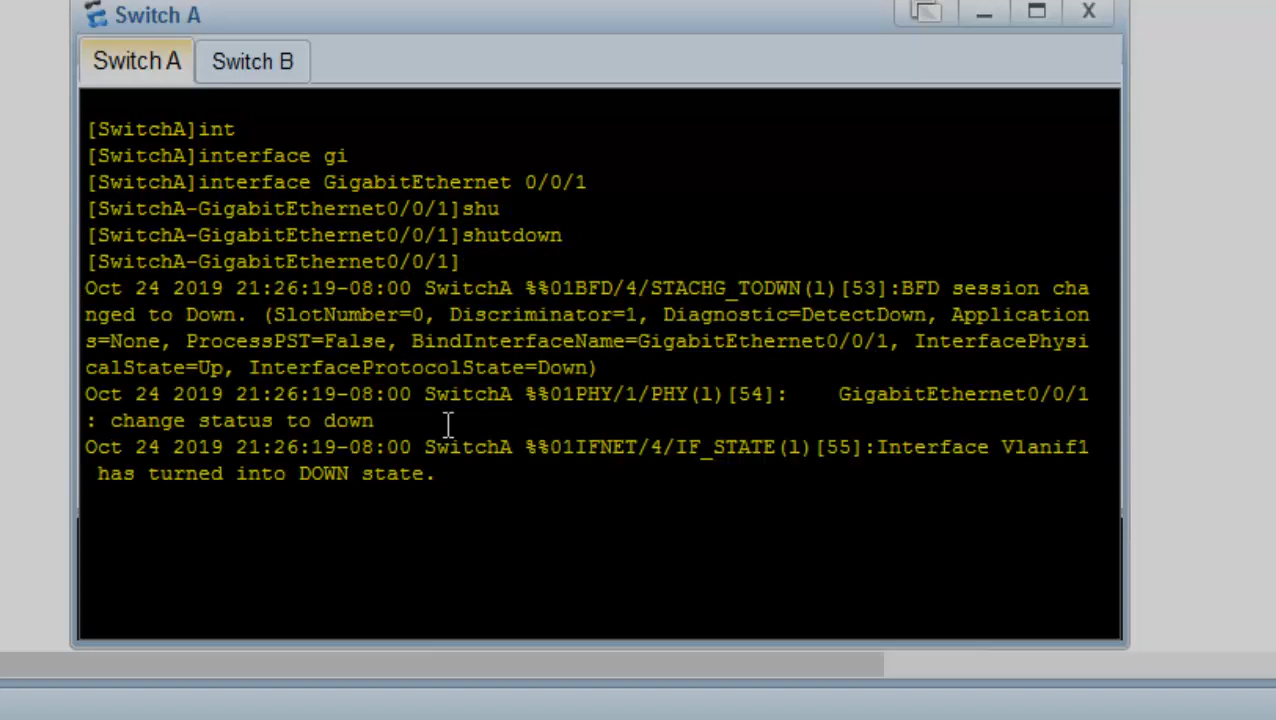 Switch A
Switch A Switch B
[SwitchA]int
[SwitchA]interface gi
[SwitchA]interface GigabitEthernet 0/0/1
[SwitchA-GigabitEthernet0/0/1]shu
[SwitchA-GigabitEthernet0/0/1]shutdown
[SwitchA-GigabitEthernet0/0/1]
Oct 24 2019 21:26:19-08:00 SwitchA %%01BFD/4/STACHG_TODWN(l)[53]:BFD session cha
nged to Down. (SlotNumber=0, Discriminator=1, Diagnostic=DetectDown, Application
s=None, ProcessPST=False, BindInterfaceName=GigabitEthernet0/0/1, InterfacePhysi
calState=Up, InterfaceProtocolState=Down)
Oct 24 2019 21:26:19-08:00 SwitchA %%01PHY/1/PHY(l)[54]:    GigabitEthernet0/0/1
: change status to down
Oct 24 2019 21:26:19-08:00 SwitchA %%01IFNET/4/IF_STATE(l)[55]:Interface Vlanif1
 has turned into DOWN state.